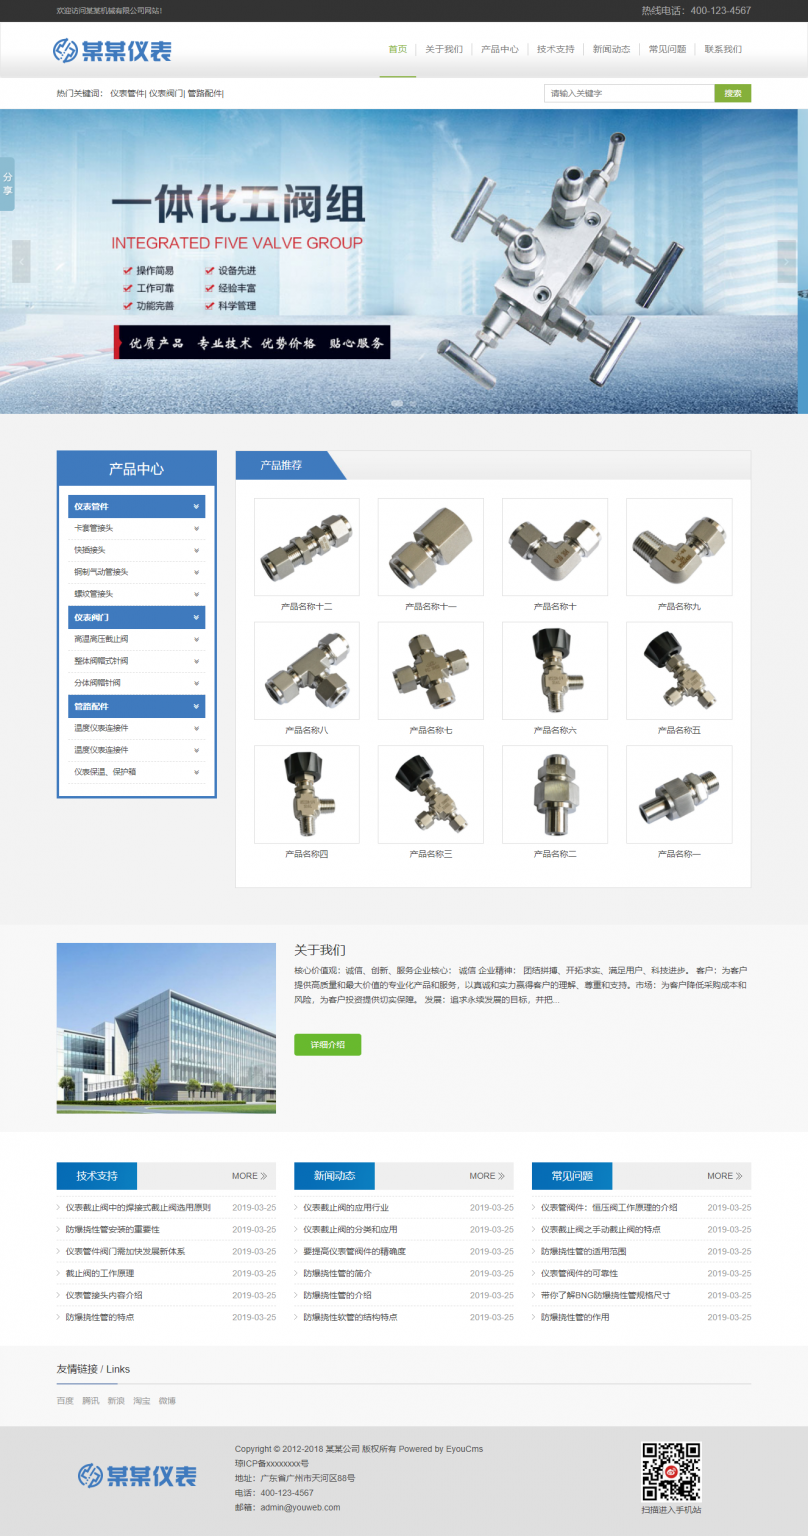 欢迎访问某某机械有限公司网站!
热线电话：400-123-4567
某某仪表
首页 关于我们 产品中心 技术支持 新闻动态 常见问题 联系我们
热门关键词： 仪表管件| 仪表阀门| 管路配件|
请输入关键字
搜索
分享
一体化五阀组
INTEGRATED FIVE VALVE GROUP
操作简易 设备先进
工作可靠 经验丰富
功能完善 科学管理
优质产品 专业技术 优势价格 贴心服务
产品中心
仪表管件
卡套管接头
快插接头
铜制气动管接头
螺纹管接头
仪表阀门
高温高压截止阀
整体阀帽式针阀
分体阀帽针阀
管路配件
温度仪表连接件
温度仪表连接件
仪表保温、保护箱
产品推荐
产品名称十二 产品名称十一 产品名称十 产品名称九
产品名称八 产品名称七 产品名称六 产品名称五
产品名称四 产品名称三 产品名称二 产品名称一
关于我们
核心价值观：诚信、创新、服务企业核心： 诚信 企业精神： 团结拼搏、开拓求实、满足用户、科技进步。 客户：为客户
提供高质量和最大价值的专业化产品和服务，以真诚和实力赢得客户的理解、尊重和支持。市场：为客户降低采购成本和
风险，为客户投资提供切实保障。 发展：追求永续发展的目标，并把...
详细介绍
技术支持 MORE
仪表截止阀中的焊接式截止阀选用原则 2019-03-25
防爆挠性管安装的重要性 2019-03-25
仪表管件阀门需加快发展新体系 2019-03-25
截止阀的工作原理 2019-03-25
仪表管接头内容介绍 2019-03-25
防爆挠性管的特点 2019-03-25
新闻动态 MORE
仪表截止阀的应用行业 2019-03-25
仪表截止阀的分类和应用 2019-03-25
要提高仪表管阀件的精确度 2019-03-25
防爆挠性管的简介 2019-03-25
防爆挠性管的介绍 2019-03-25
防爆挠性软管的结构特点 2019-03-25
常见问题 MORE
仪表管阀件：恒压阀工作原理的介绍 2019-03-25
仪表截止阀之手动截止阀的特点 2019-03-25
防爆挠性管的适用范围 2019-03-25
仪表管阀件的可靠性 2019-03-25
带你了解BNG防爆挠性管规格尺寸 2019-03-25
防爆挠性管的作用 2019-03-25
友情链接 / Links
百度 腾讯 新浪 淘宝 微博
某某仪表
Copyright © 2012-2018 某某公司 版权所有 Powered by EyouCms
琼ICP备xxxxxxxx号
地址：广东省广州市天河区88号
电话：400-123-4567
邮箱：admin@youweb.com
扫描进入手机站